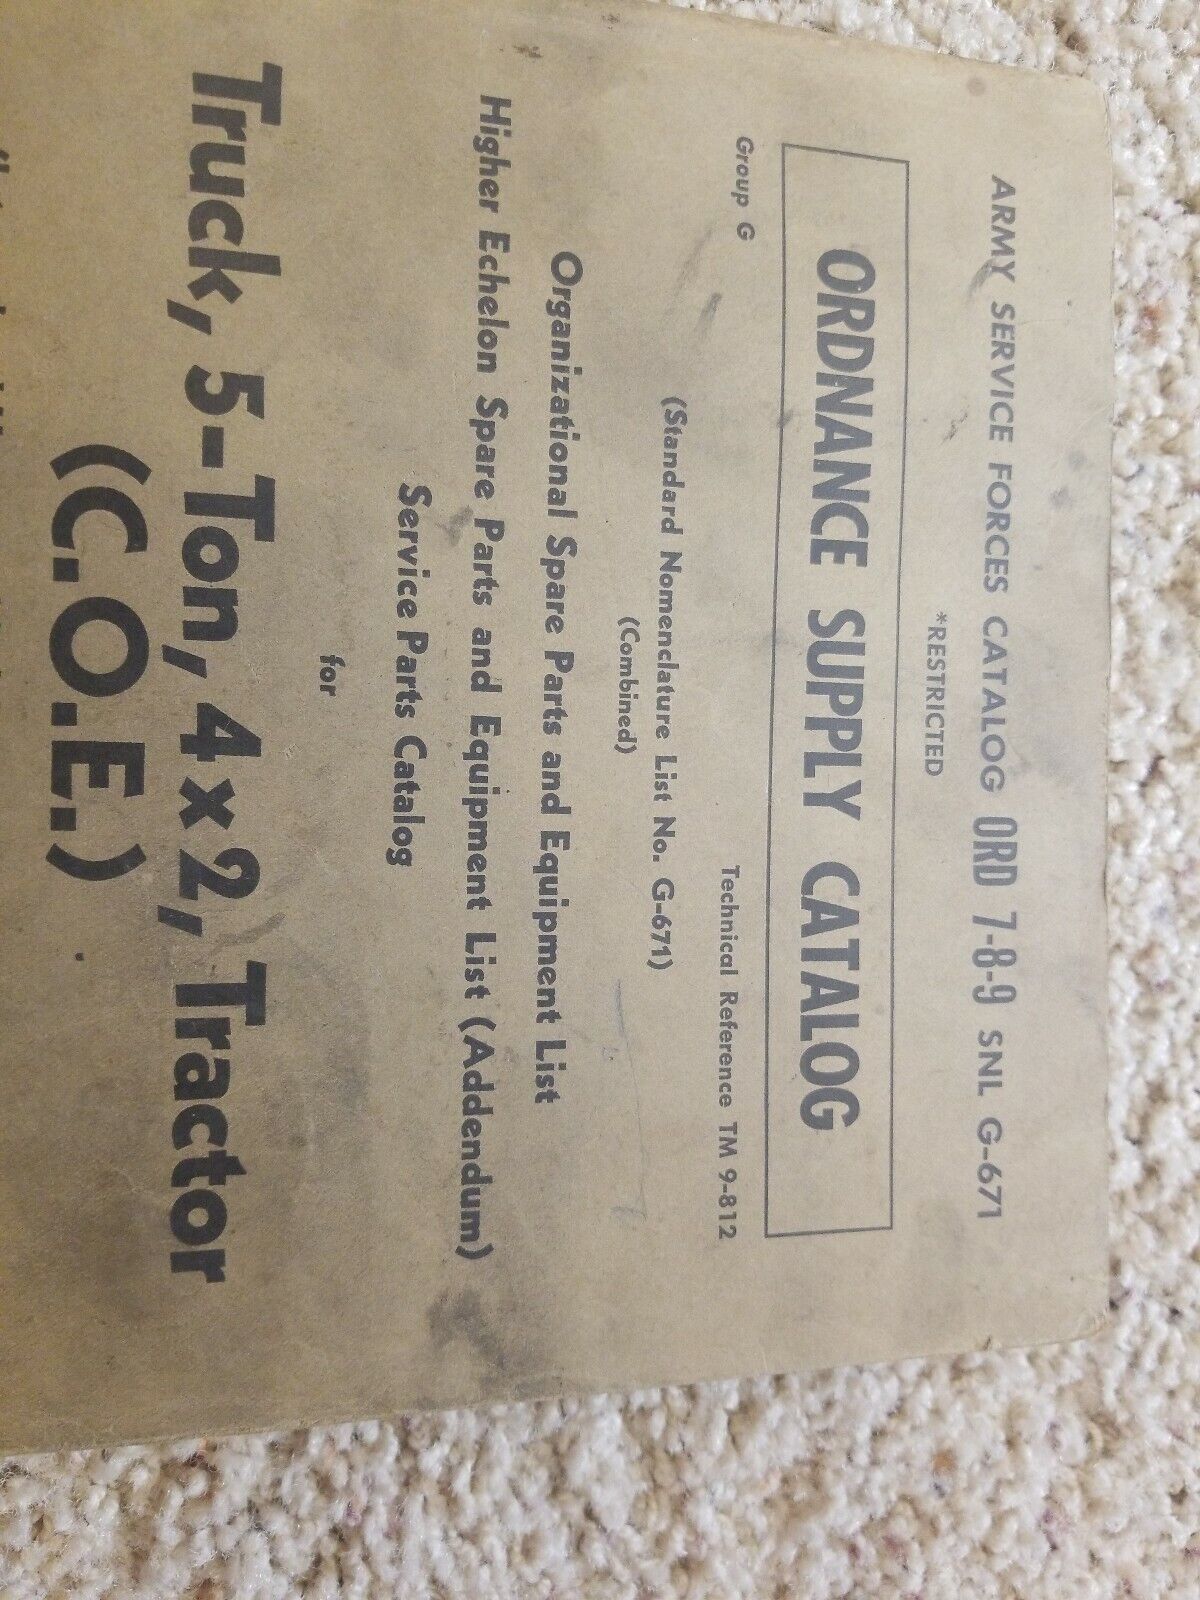 ARMY SERVICE FORCES CATALOG ORD 7-8-9 SNL G-671
*RESTRICTED
ORDNANCE SUPPLY CATALOG
Group G Technical Reference TM 9-812
(Standard Nomenclature List No. G-671)
(Combined)
Organizational Spare Parts and Equipment List
Higher Echelon Spare Parts and Equipment List (Addendum)
Service Parts Catalog
for
Truck, 5-Ton, 4x2, Tractor
(C.O.E.)